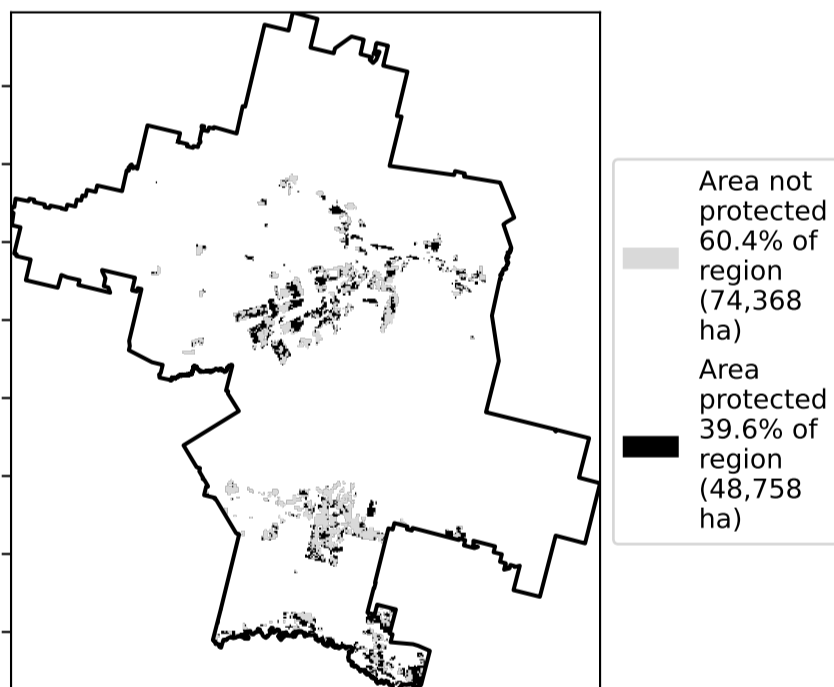 Area not
protected
60.4% of
region
(74,368
ha)
Area
protected
39.6% of
region
(48,758
ha)